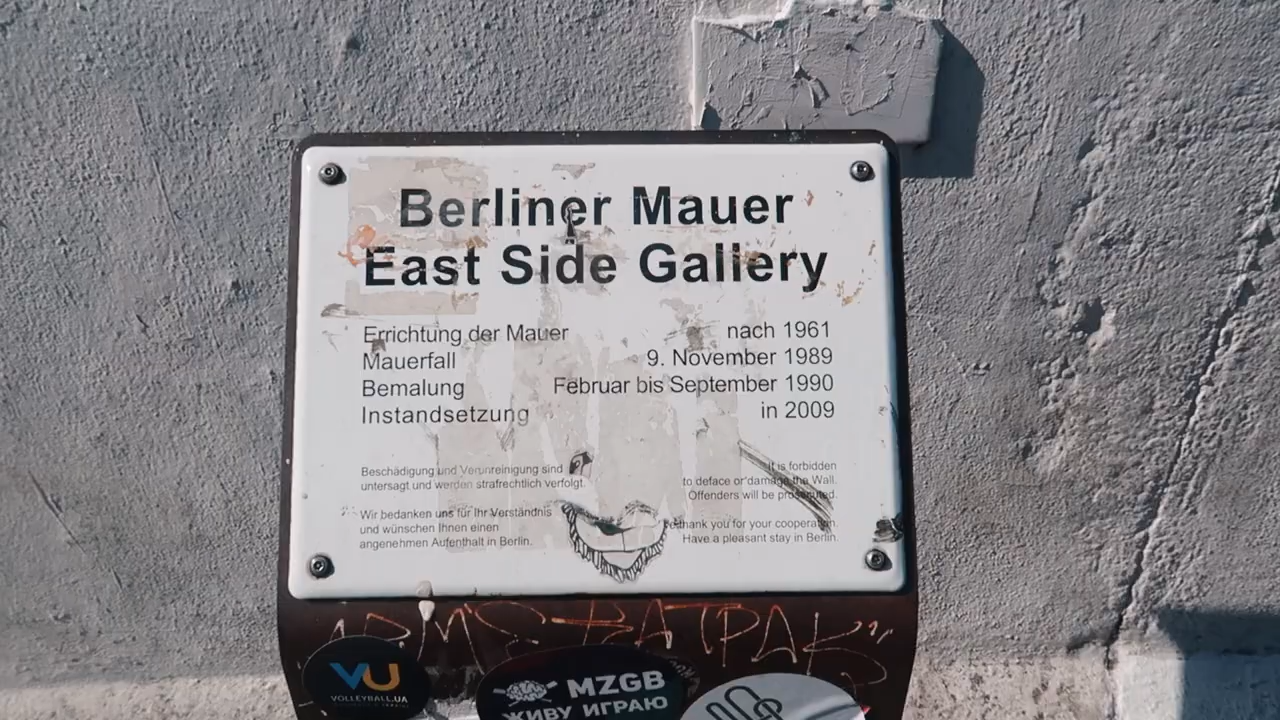 Berliner Mauer
East Side Gallery
Errichtung der Mauer nach 1961
Mauerfall 9. November 1989
Bemalung Februar bis September 1990
Instandsetzung in 2009
Beschädigung und Verunreinigung sind
untersagt und werden strafrechtlich verfolgt.
Wir bedanken uns für Ihr Verständnis
und wünschen Ihnen einen
angenehmen Aufenthalt in Berlin.
It is forbidden
to deface or damage the Wall.
Offenders will be prosecuted.
thank you for your cooperation.
Have a pleasant stay in Berlin.
VU
VOLLEYBALL.UA
MZGB
ЖИВУ ИГРАЮ